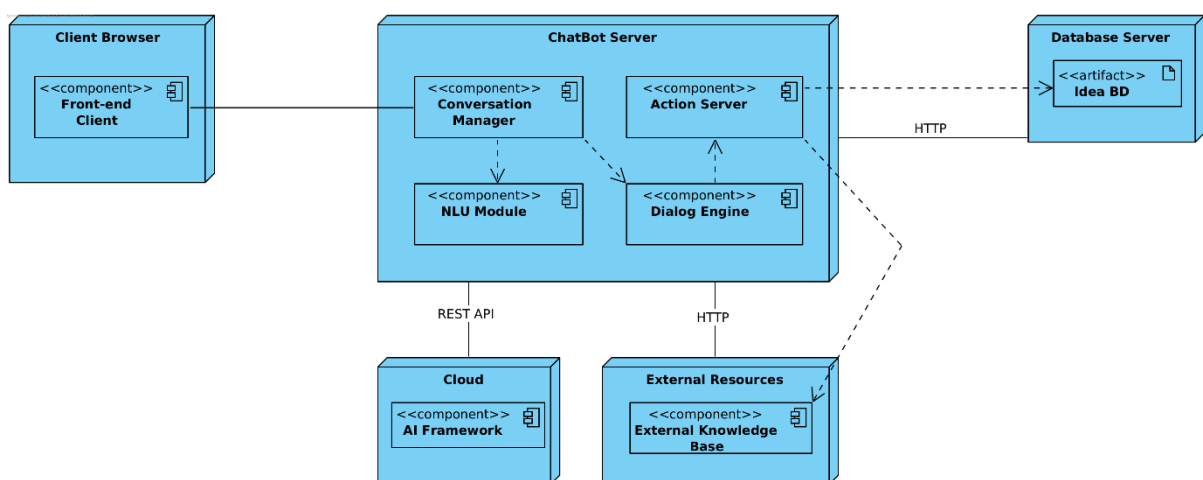 Client Browser
<<component>>
Front-end
Client
ChatBot Server
<<component>>
Conversation
Manager
<<component>>
Action Server
<<component>>
NLU Module
<<component>>
Dialog Engine
Database Server
<<artifact>>
Idea BD
HTTP
REST API
HTTP
Cloud
<<component>>
AI Framework
External Resources
<<component>>
External Knowledge
Base